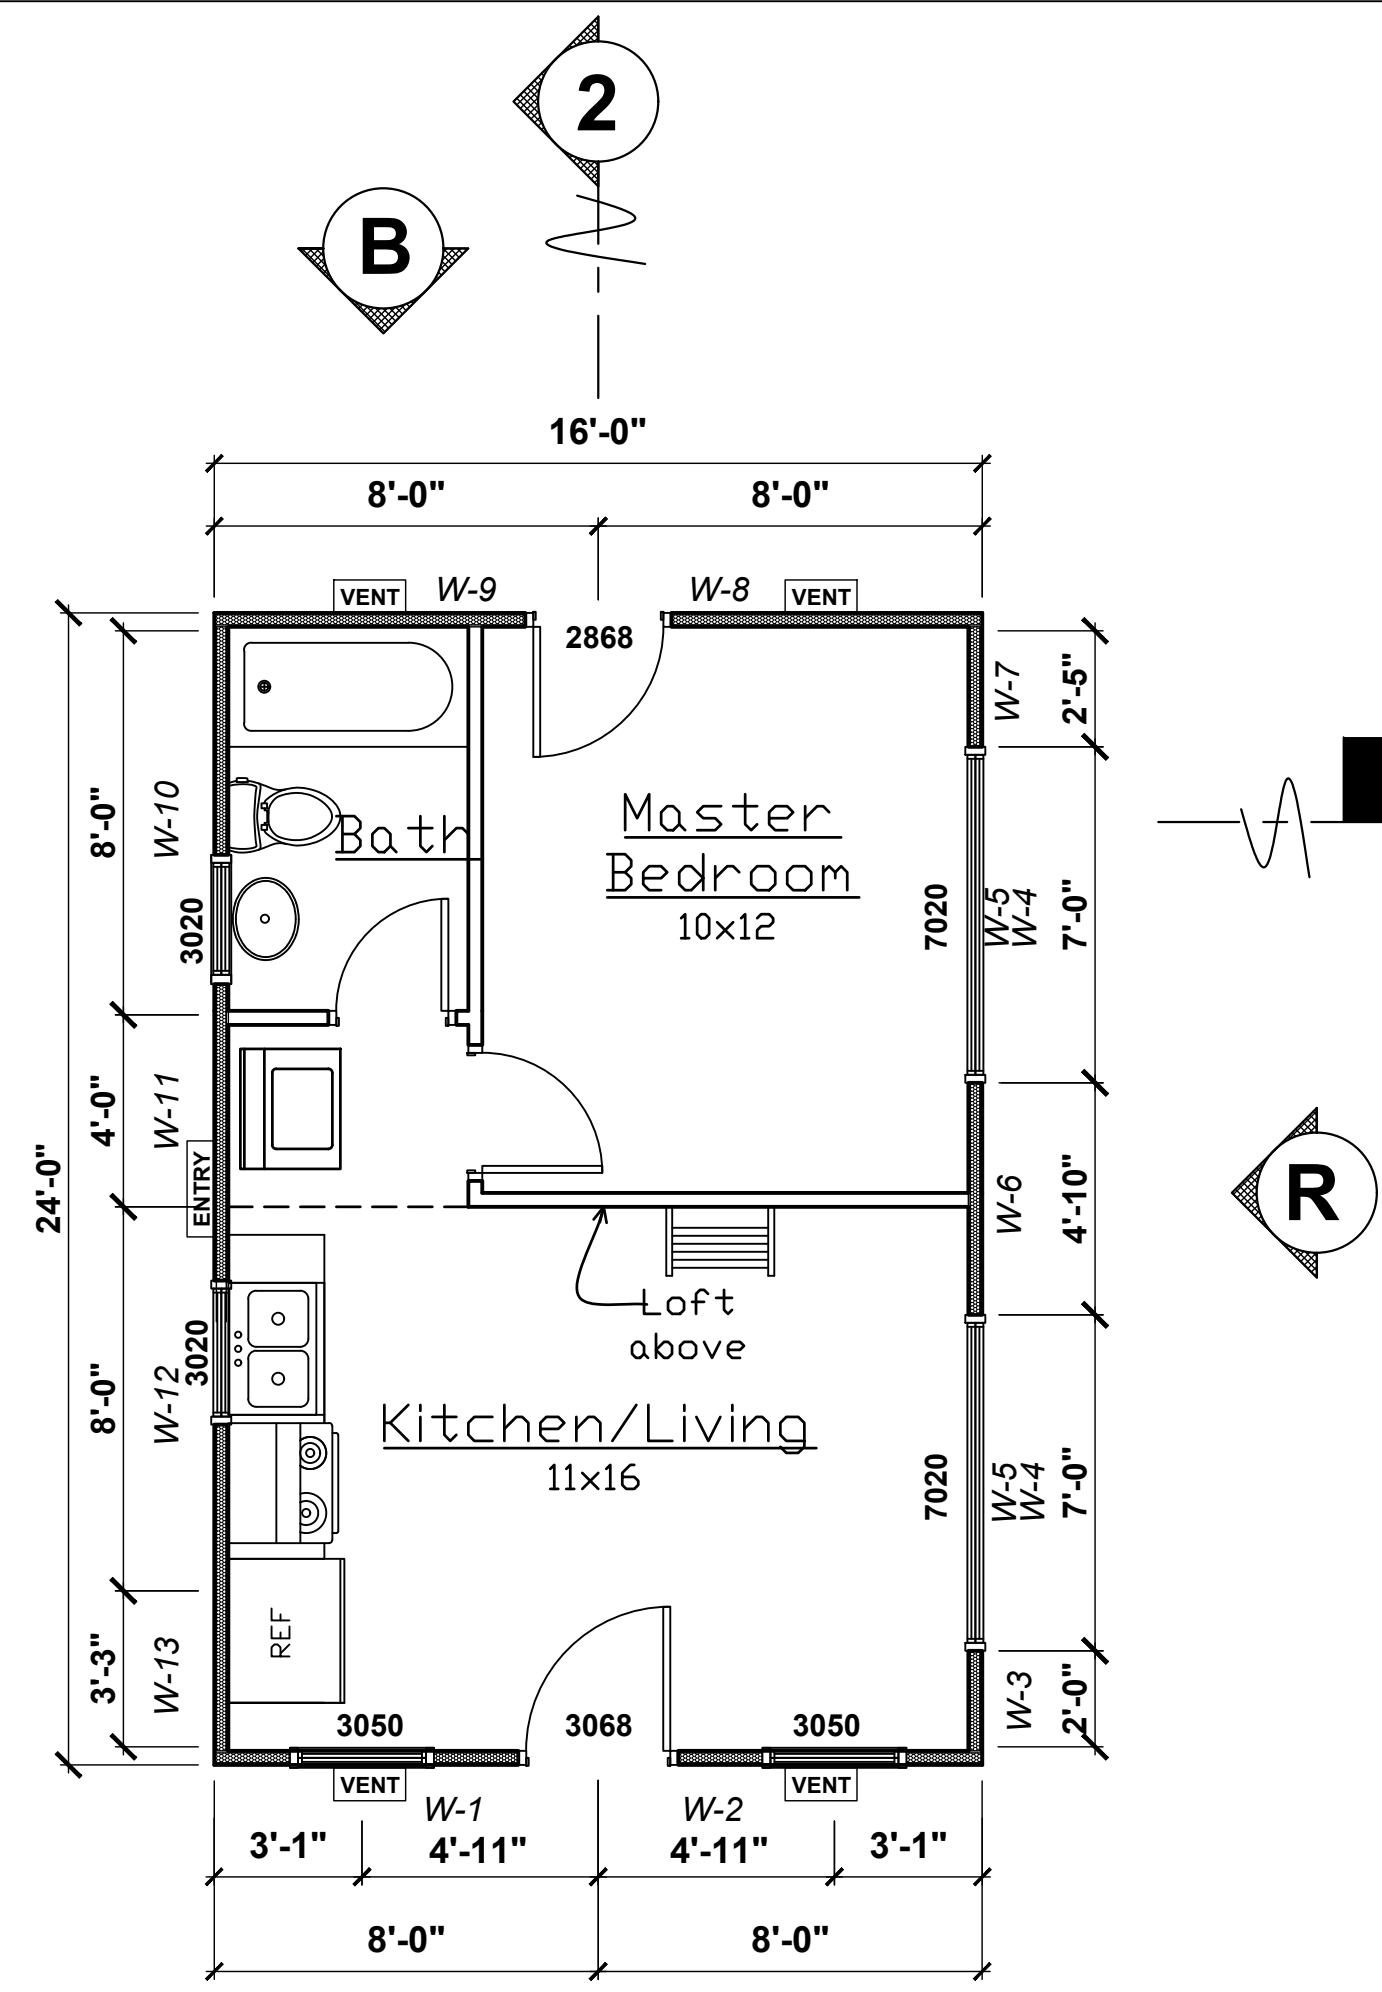 2
B
16'-0"
8'-0"
8'-0"
VENT
W-9
W-8
VENT
2868
W-7
2'-5"
8'-0"
W-10
Bath
Master
Bedroom
10x12
3020
7020
W-5
W-4
7'-0"
24'-0"
4'-0"
W-11
ENTRY
W-6
4'-10"
R
Loft
above
8'-0"
W-12
3020
Kitchen/Living
11x16
7020
W-5
W-4
7'-0"
3'-3"
W-13
REF
W-3
2'-0"
3050
3068
3050
VENT
VENT
W-1
W-2
3'-1"
4'-11"
4'-11"
3'-1"
8'-0"
8'-0"